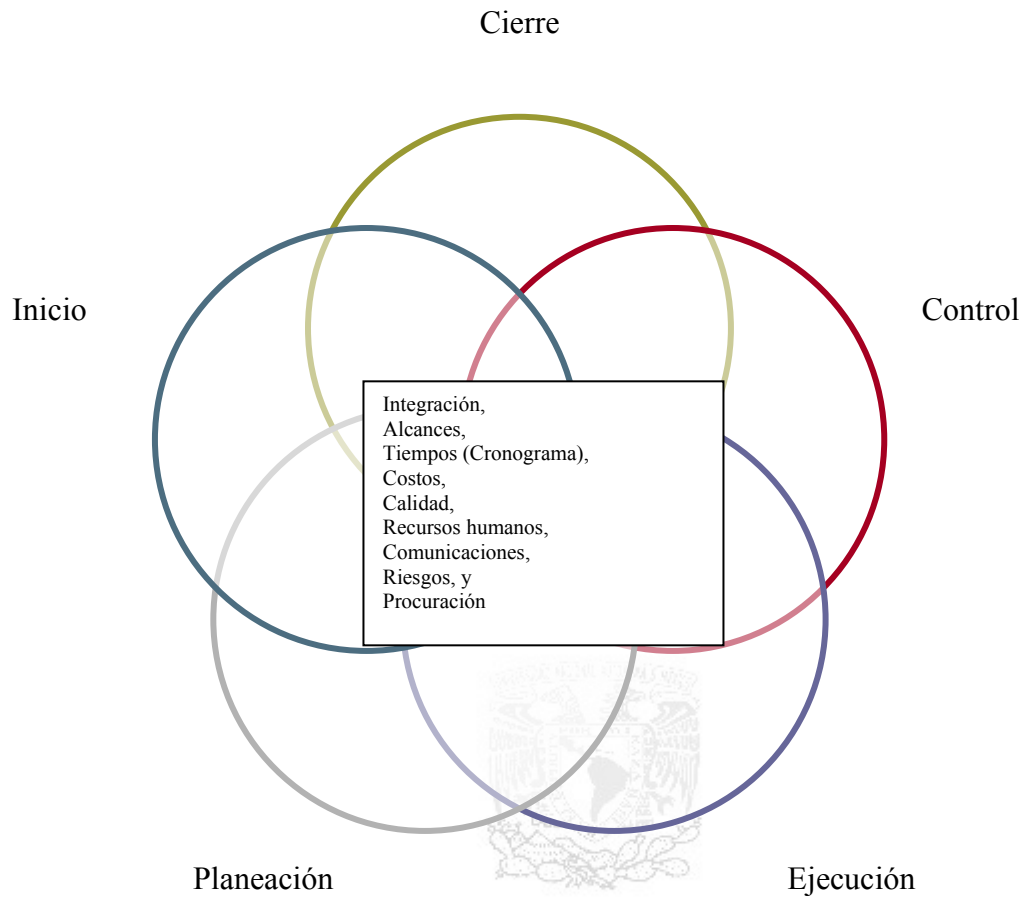 Cierre
Inicio
Control
Integración,
Alcances,
Tiempos (Cronograma),
Costos,
Calidad,
Recursos humanos,
Comunicaciones,
Riesgos, y
Procuración
Planeación
Ejecución